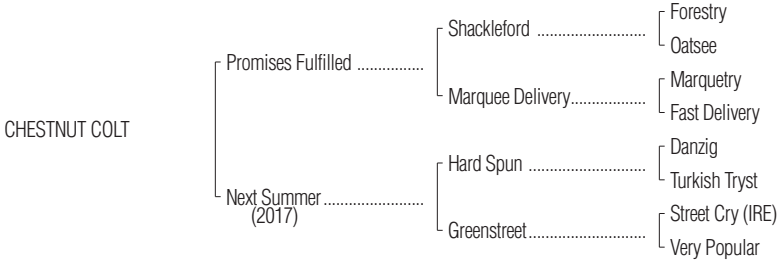 Forestry
Shackleford ..........................
Oatsee
Promises Fulfilled ................
Marquetry
Marquee Delivery..................
Fast Delivery
CHESTNUT COLT
Danzig
Hard Spun ............................
Turkish Tryst
Next Summer........................
(2017)
Street Cry (IRE)
Greenstreet............................
Very Popular